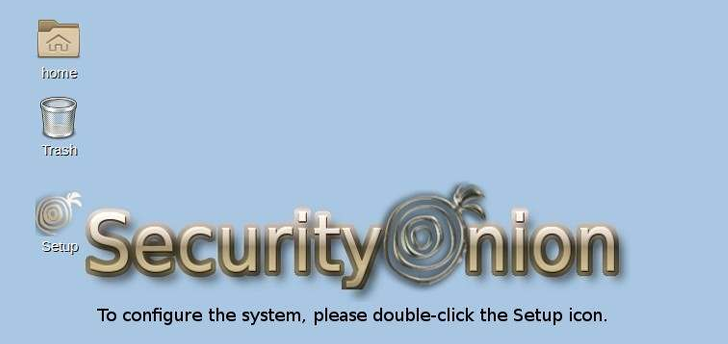 home
Trash
Setup
SecurityOnion
To configure the system, please double-click the Setup icon.